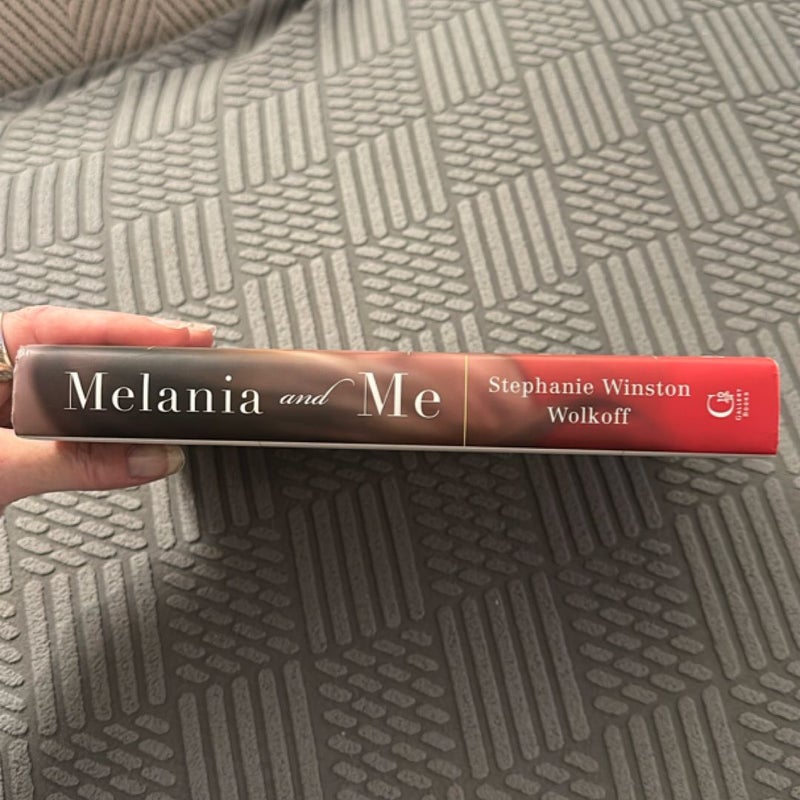 Melania and Me
Stephanie Winston
Wolkoff
G
GALLERY
BOOKS